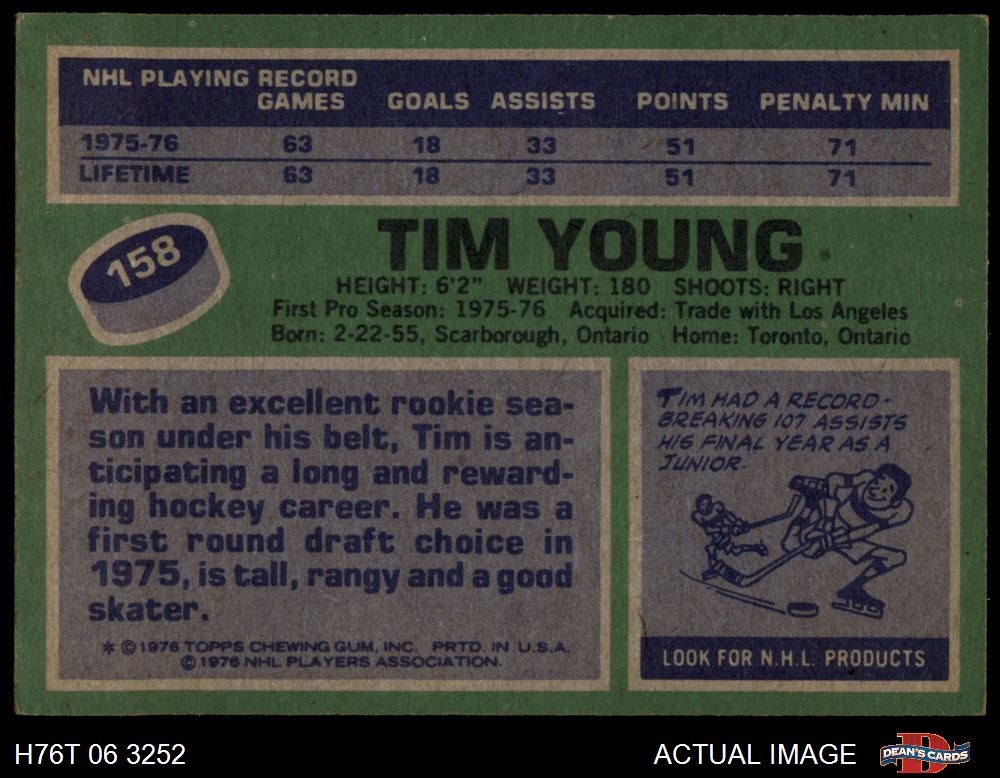 NHL PLAYING RECORD
GAMES GOALS ASSISTS POINTS PENALTY MIN
1975-76 63 18 33 51 71
LIFETIME 63 18 33 51 71
158
TIM YOUNG
HEIGHT: 6'2" WEIGHT: 180 SHOOTS: RIGHT
First Pro Season: 1975-76 Acquired: Trade with Los Angeles
Born: 2-22-55, Scarborough, Ontario Home: Toronto, Ontario
With an excellent rookie sea-
son under his belt, Tim is an-
ticipating a long and reward-
ing hockey career. He was a
first round draft choice in
1975, is tall, rangy and a good
skater.
* © 1976 TOPPS CHEWING GUM, INC. PRTD. IN U.S.A.
© 1976 NHL PLAYERS ASSOCIATION.
TIM HAD A RECORD-
BREAKING 107 ASSISTS
HIS FINAL YEAR AS A
JUNIOR.
LOOK FOR N.H.L. PRODUCTS
H76T 06 3252
ACTUAL IMAGE
D
DEAN'S CARDS